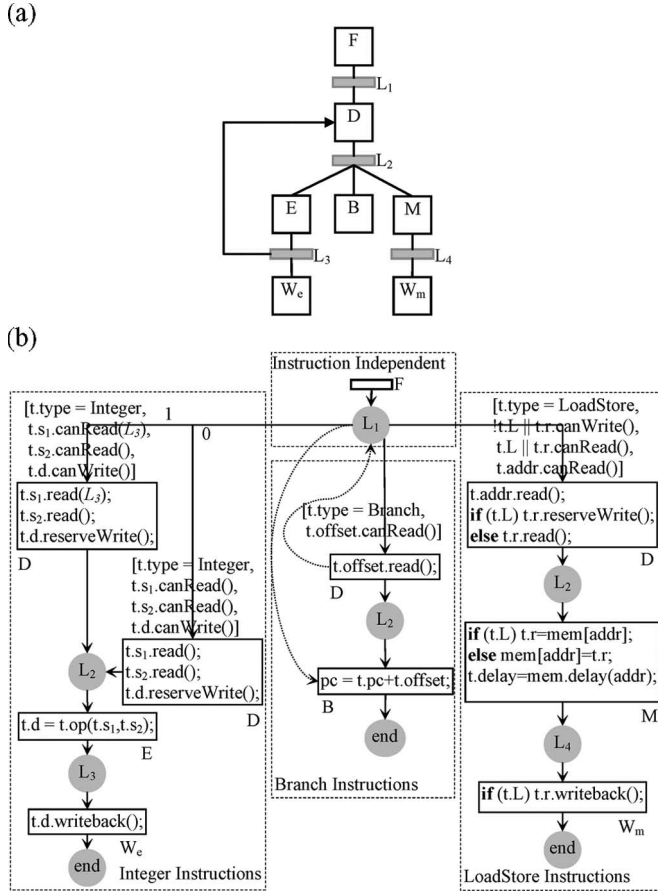 (a)
F
L1
D
L2
E
B
M
L3
L4
We
Wm
(b)
Instruction Independent
F
L1
[t.type = Integer,
t.s1.canRead(L3),
t.s2.canRead(),
t.d.canWrite()]
1
0
t.s1.read(L3);
t.s2.read();
t.d.reserveWrite();
D
[t.type = Integer,
t.s1.canRead(),
t.s2.canRead(),
t.d.canWrite()]
t.s1.read();
t.s2.read();
t.d.reserveWrite();
D
L2
t.d = t.op(t.s1,t.s2);
E
L3
t.d.writeback();
We
end
Integer Instructions
[t.type = Branch,
t.offset.canRead()]
t.offset.read();
D
L2
pc = t.pc+t.offset;
B
end
Branch Instructions
[t.type = LoadStore,
!t.L || t.r.canWrite(),
t.L || t.r.canRead(),
t.addr.canRead()]
t.addr.read();
if (t.L) t.r.reserveWrite();
else t.r.read();
D
L2
if (t.L) t.r=mem[addr];
else mem[addr]=t.r;
t.delay=mem.delay(addr);
M
L4
if (t.L) t.r.writeback();
Wm
end
LoadStore Instructions